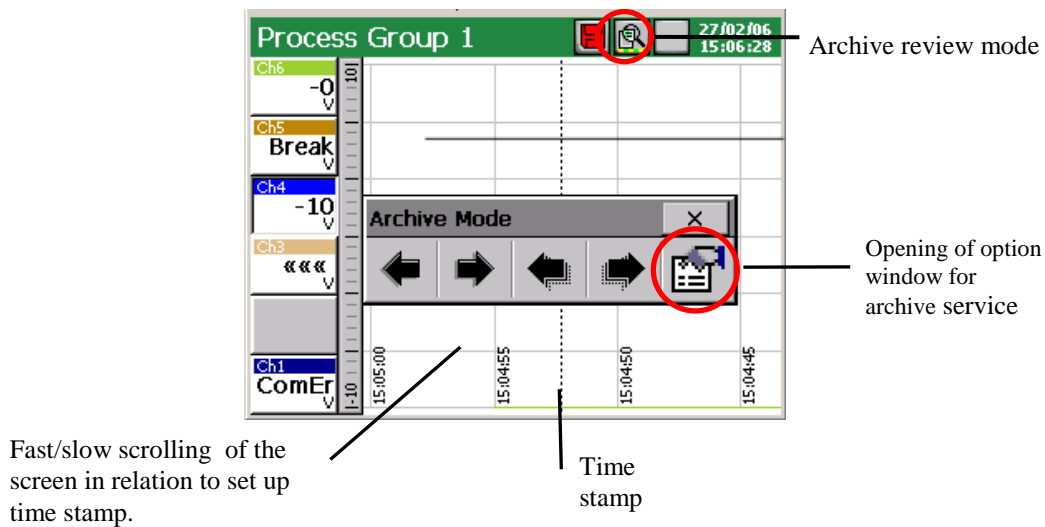 Process Group 1
27/02/06
15:06:28
Archive review mode
Ch6
-0
V
10
Ch5
Break
V
Ch4
-10
V
Archive Mode
×
Ch3
«««
V
Opening of option
window for
archive service
Ch1
ComEr
V
-10
15:05:00
15:04:55
15:04:50
15:04:45
Fast/slow scrolling of the
screen in relation to set up
time stamp.
Time
stamp